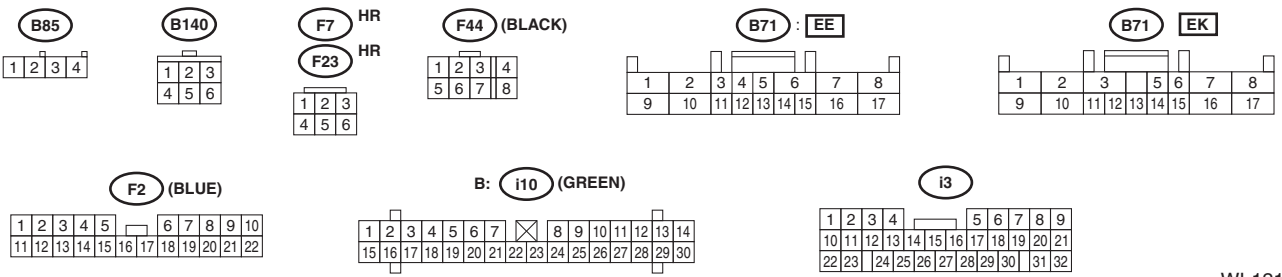 B85
B140
F7 HR
F23 HR
F44 (BLACK)
B71 : EE
B71 EK
1 2 3 4
1 2 3
4 5 6
1 2 3
4 5 6
1 2 3 4
5 6 7 8
1 2 3 4 5 6 7 8
9 10 11 12 13 14 15 16 17
1 2 3 5 6 7 8
9 10 11 12 13 14 15 16 17
F2 (BLUE)
B: i10 (GREEN)
i3
1 2 3 4 5 6 7 8 9 10
11 12 13 14 15 16 17 18 19 20 21 22
1 2 3 4 5 6 7 8 9 10 11 12 13 14
15 16 17 18 19 20 21 22 23 24 25 26 27 28 29 30
1 2 3 4 5 6 7 8 9
10 11 12 13 14 15 16 17 18 19 20 21
22 23 24 25 26 27 28 29 30 31 32